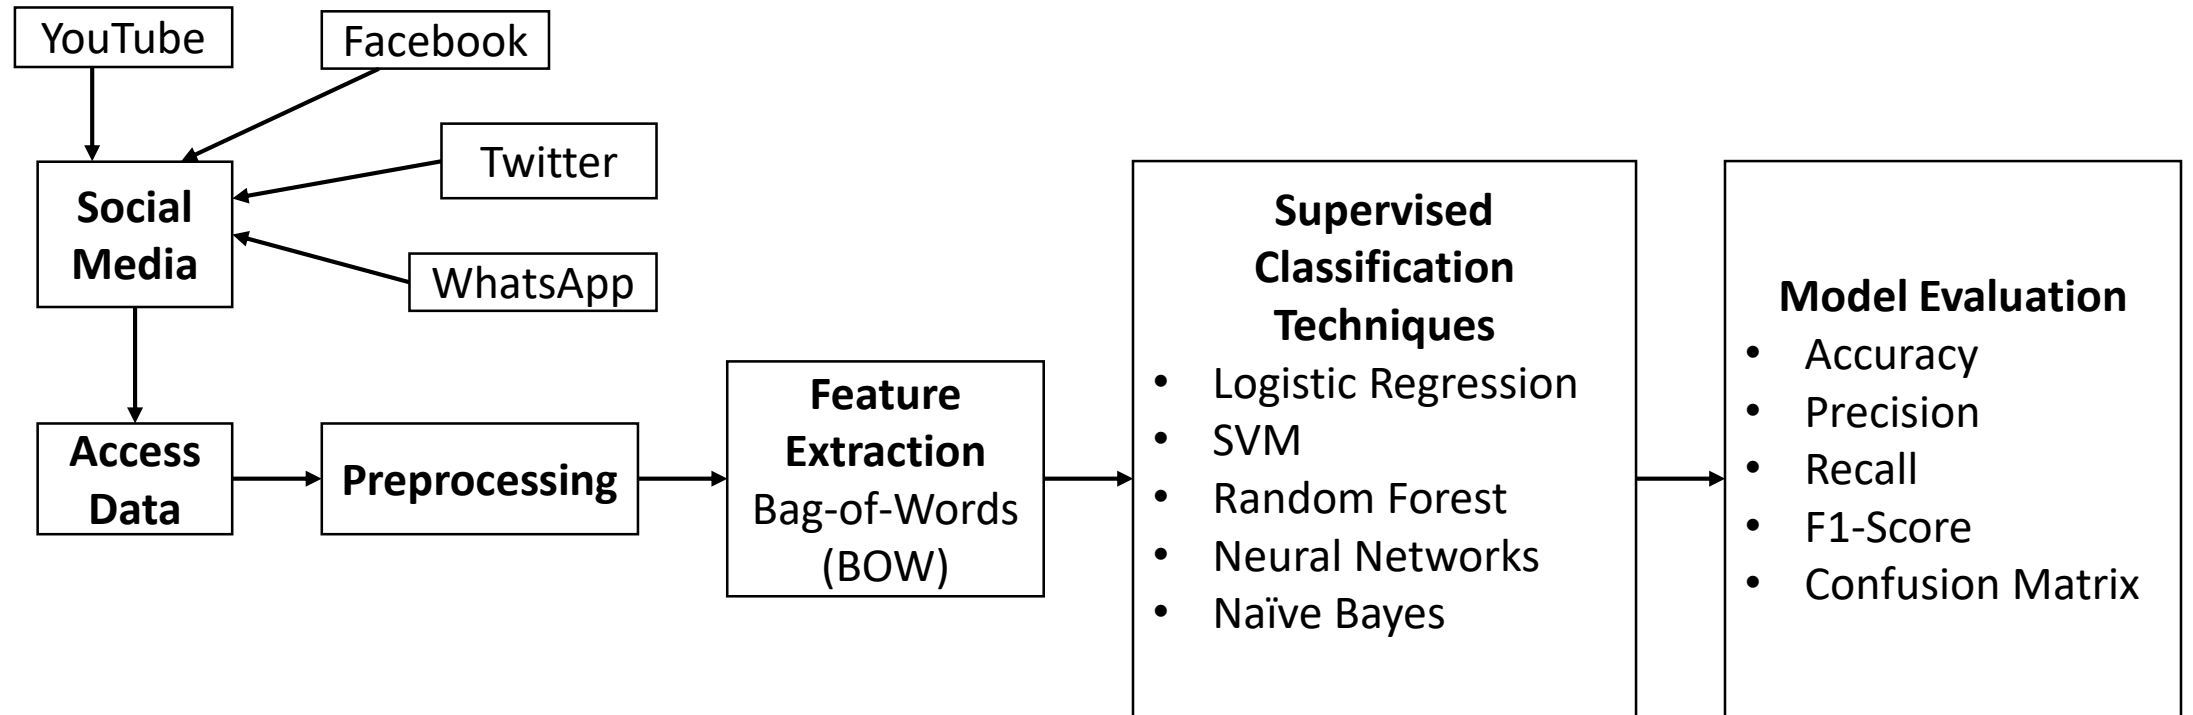 YouTube
Facebook
Twitter
WhatsApp
Social
Media
Access
Data
Preprocessing
Feature
Extraction
Bag-of-Words
(BOW)
Supervised
Classification
Techniques
• Logistic Regression
• SVM
• Random Forest
• Neural Networks
• Naïve Bayes
Model Evaluation
• Accuracy
• Precision
• Recall
• F1-Score
• Confusion Matrix